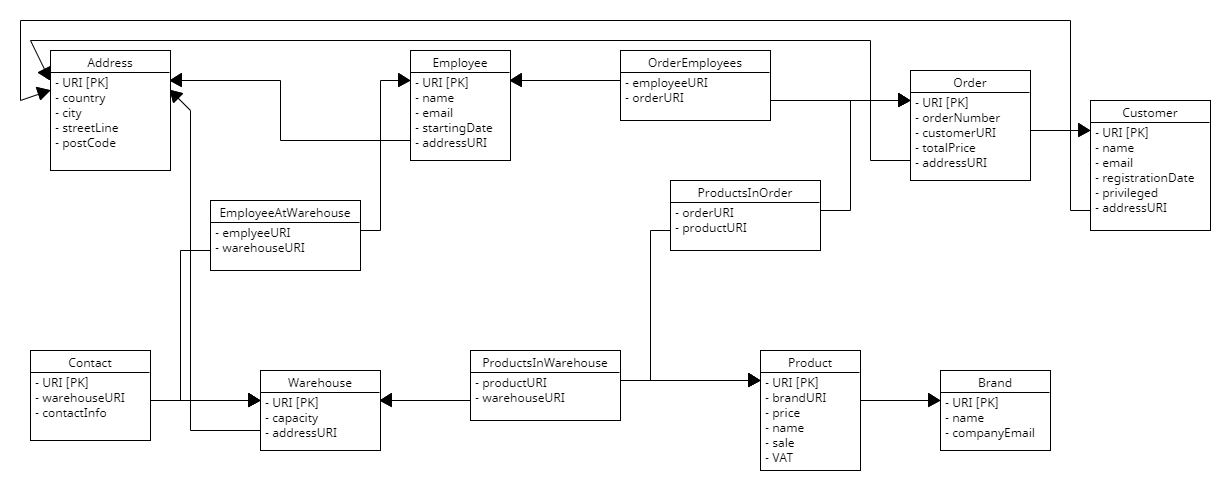 Address
- URI [PK]
- country
- city
- streetLine
- postCode
Employee
- URI [PK]
- name
- email
- startingDate
- addressURI
OrderEmployees
- employeeURI
- orderURI
Order
- URI [PK]
- orderNumber
- customerURI
- totalPrice
- addressURI
Customer
- URI [PK]
- name
- email
- registrationDate
- privileged
- addressURI
EmployeeAtWarehouse
- emplyeeURI
- warehouseURI
ProductsInOrder
- orderURI
- productURI
Contact
- URI [PK]
- warehouseURI
- contactInfo
Warehouse
- URI [PK]
- capacity
- addressURI
ProductsInWarehouse
- productURI
- warehouseURI
Product
- URI [PK]
- brandURI
- price
- name
- sale
- VAT
Brand
- URI [PK]
- name
- companyEmail